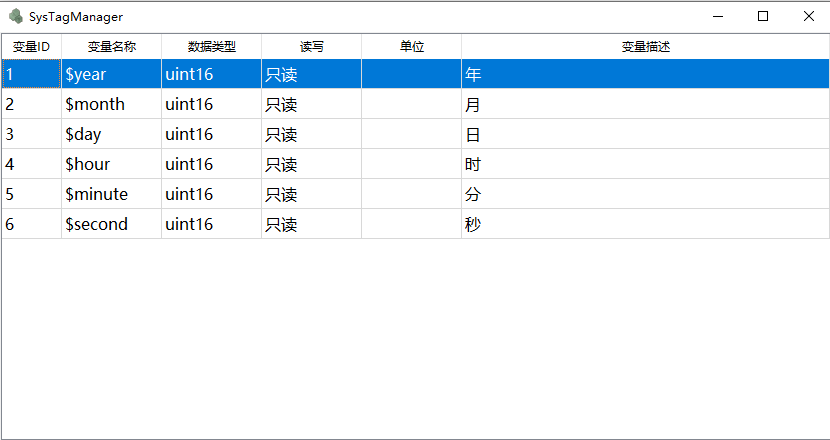 SysTagManager
变量ID 变量名称 数据类型 读写 单位 变量描述
1 $year uint16 只读 年
2 $month uint16 只读 月
3 $day uint16 只读 日
4 $hour uint16 只读 时
5 $minute uint16 只读 分
6 $second uint16 只读 秒